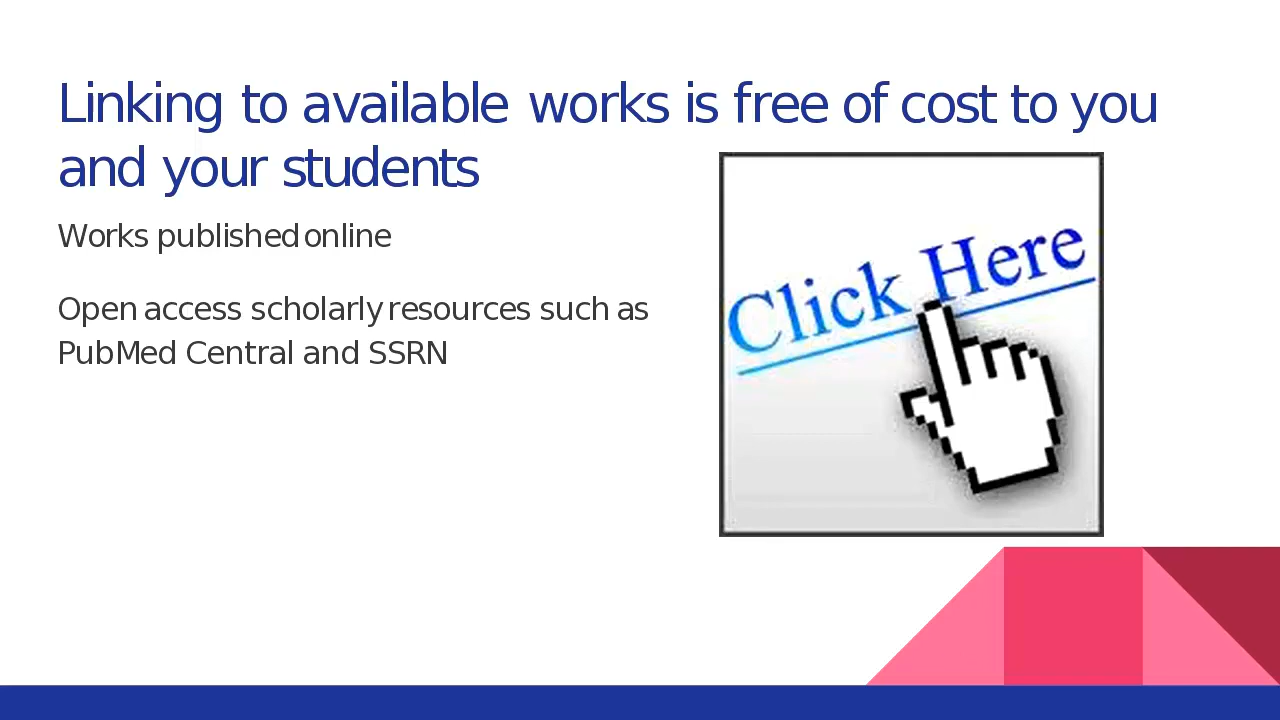 Linking to available works is free of cost to you
and your students
Works published online
Open access scholarly resources such as
PubMed Central and SSRN
Click Here